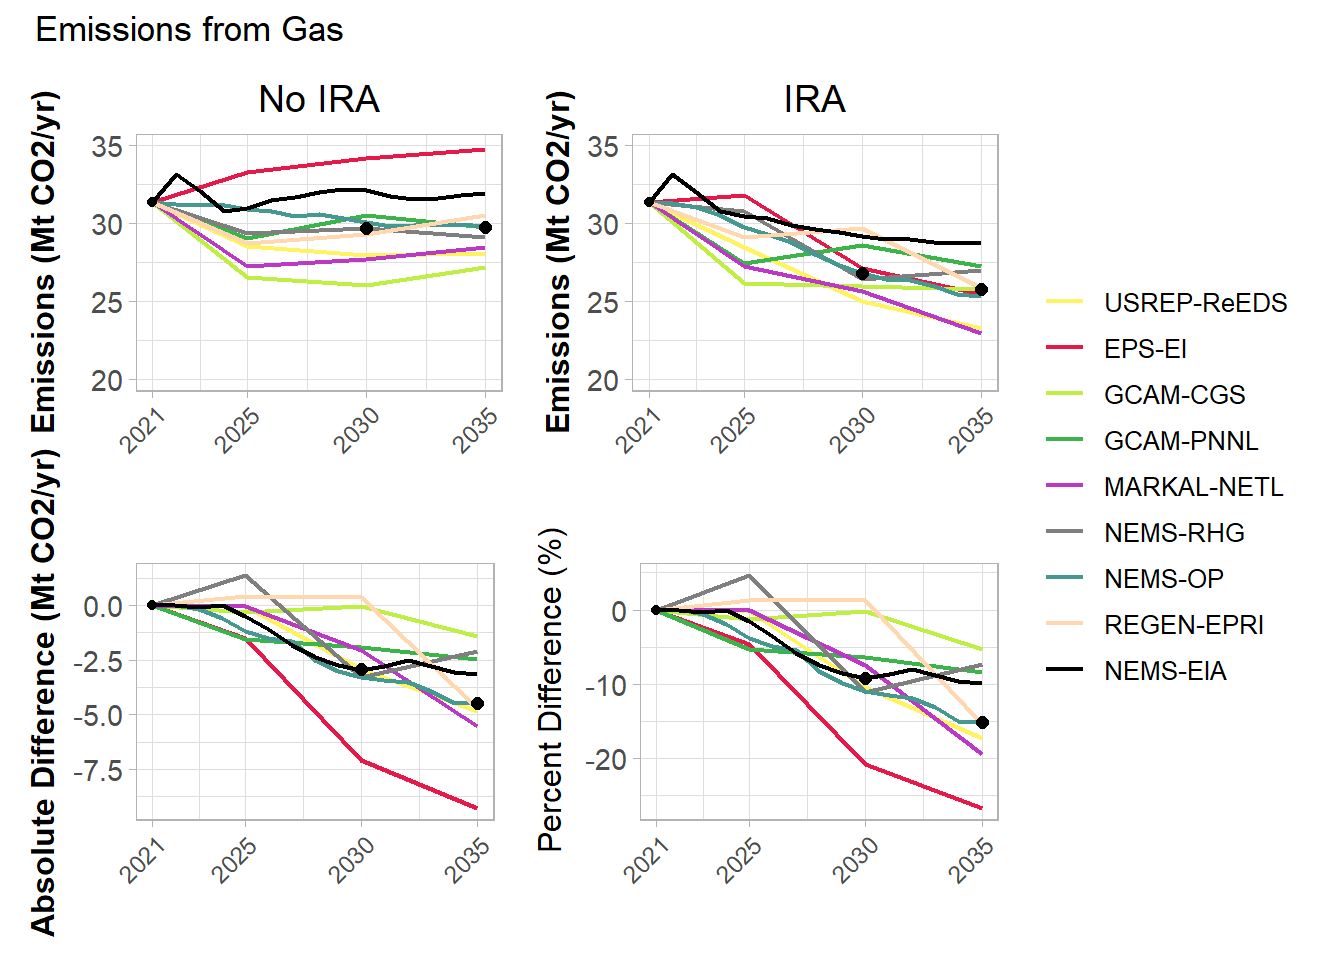 Emissions from Gas
No IRA
IRA
Emissions (Mt CO2/yr)
35
30
25
20
2021
2025
2030
2035
Emissions (Mt CO2/yr)
35
30
25
20
2021
2025
2030
2035
Absolute Difference (Mt CO2/yr)
0.0
-2.5
-5.0
-7.5
2021
2025
2030
2035
Percent Difference (%)
0
-10
-20
2021
2025
2030
2035
USREP-ReEDS
EPS-EI
GCAM-CGS
GCAM-PNNL
MARKAL-NETL
NEMS-RHG
NEMS-OP
REGEN-EPRI
NEMS-EIA